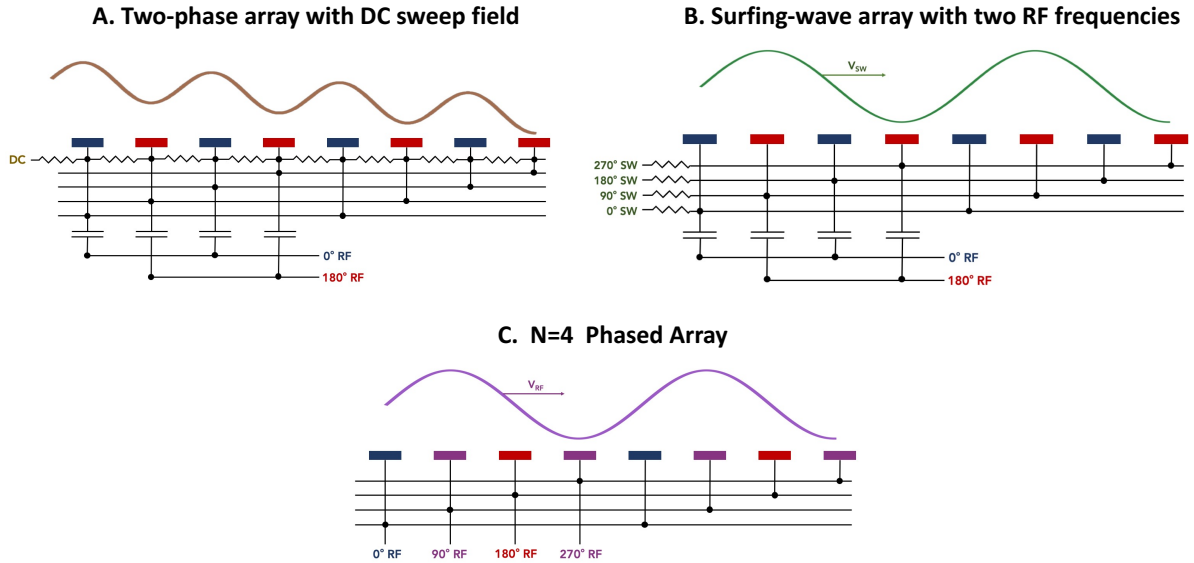 A. Two-phase array with DC sweep field
DC
0° RF
180° RF
B. Surfing-wave array with two RF frequencies
VSW
270° SW
180° SW
90° SW
0° SW
0° RF
180° RF
C. N=4 Phased Array
VRF
0° RF 90° RF 180° RF 270° RF